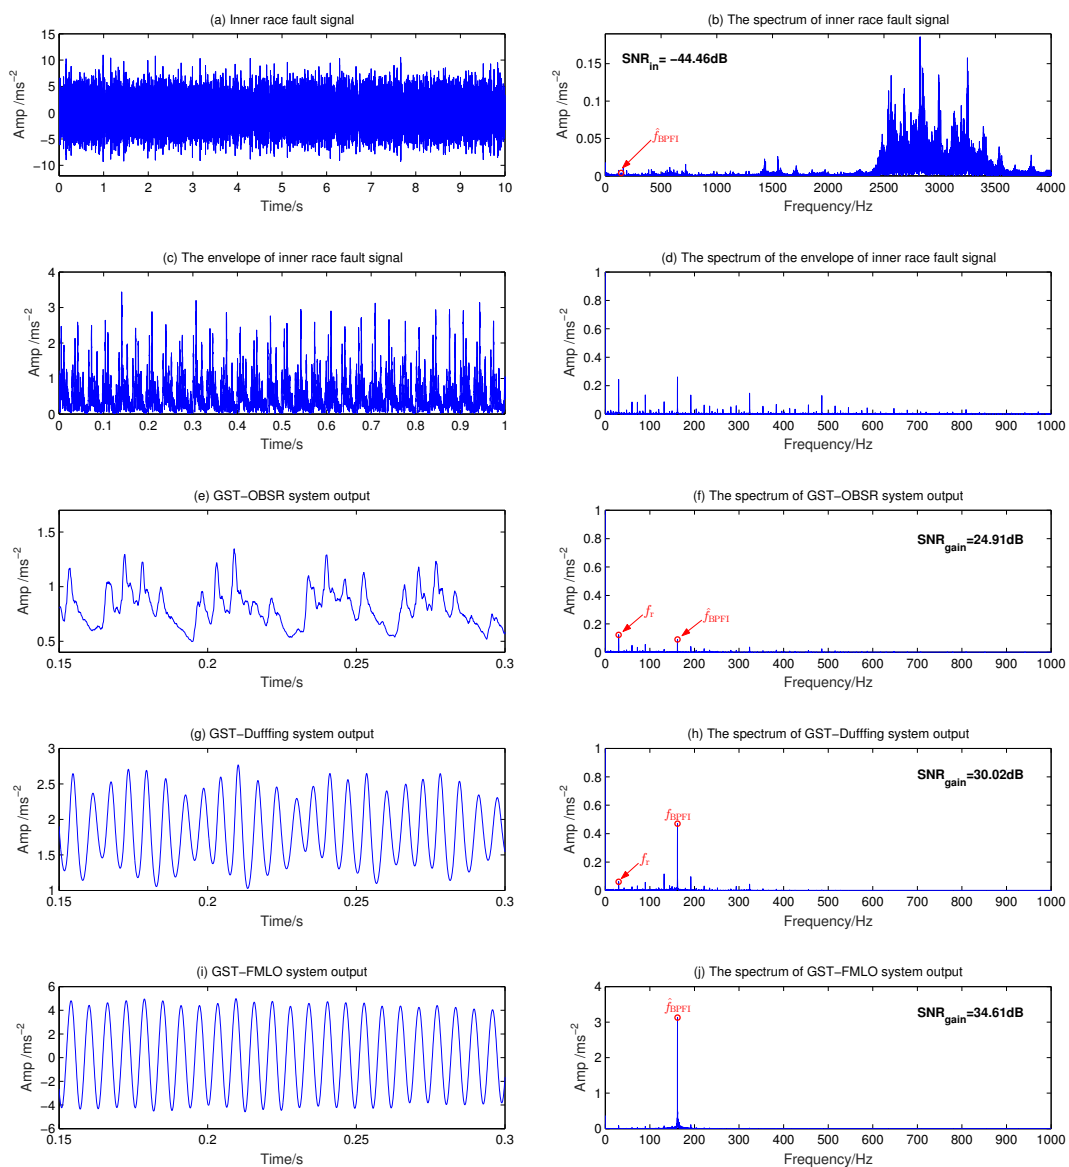 (a) Inner race fault signal
Amp /ms⁻²
15
10
5
0
−5
−10
0 1 2 3 4 5 6 7 8 9 10
Time/s
(b) The spectrum of inner race fault signal
SNR_in= −44.46dB
f̂_BPFI
Amp /ms⁻²
0.15
0.1
0.05
0
0 500 1000 1500 2000 2500 3000 3500 4000
Frequency/Hz
(c) The envelope of inner race fault signal
Amp /ms⁻²
4
3
2
1
0
0 0.1 0.2 0.3 0.4 0.5 0.6 0.7 0.8 0.9 1
Time/s
(d) The spectrum of the envelope of inner race fault signal
Amp /ms⁻²
1
0.8
0.6
0.4
0.2
0
0 100 200 300 400 500 600 700 800 900 1000
Frequency/Hz
(e) GST−OBSR system output
Amp /ms⁻²
1.5
1
0.5
0.15 0.2 0.25 0.3
Time/s
(f) The spectrum of GST−OBSR system output
SNR_gain=24.91dB
f_r
f̂_BPFI
Amp /ms⁻²
1
0.8
0.6
0.4
0.2
0
0 100 200 300 400 500 600 700 800 900 1000
Frequency/Hz
(g) GST−Dufffing system output
Amp /ms⁻²
3
2.5
2
1.5
1
0.15 0.2 0.25 0.3
Time/s
(h) The spectrum of GST−Dufffing system output
SNR_gain=30.02dB
f_BPFI
f_r
Amp /ms⁻²
1
0.8
0.6
0.4
0.2
0
0 100 200 300 400 500 600 700 800 900 1000
Frequency/Hz
(i) GST−FMLO system output
Amp /ms⁻²
6
4
2
0
−2
−4
−6
0.15 0.2 0.25 0.3
Time/s
(j) The spectrum of GST−FMLO system output
f̂_BPFI
SNR_gain=34.61dB
Amp /ms⁻²
4
3
2
1
0
0 100 200 300 400 500 600 700 800 900 1000
Frequency/Hz